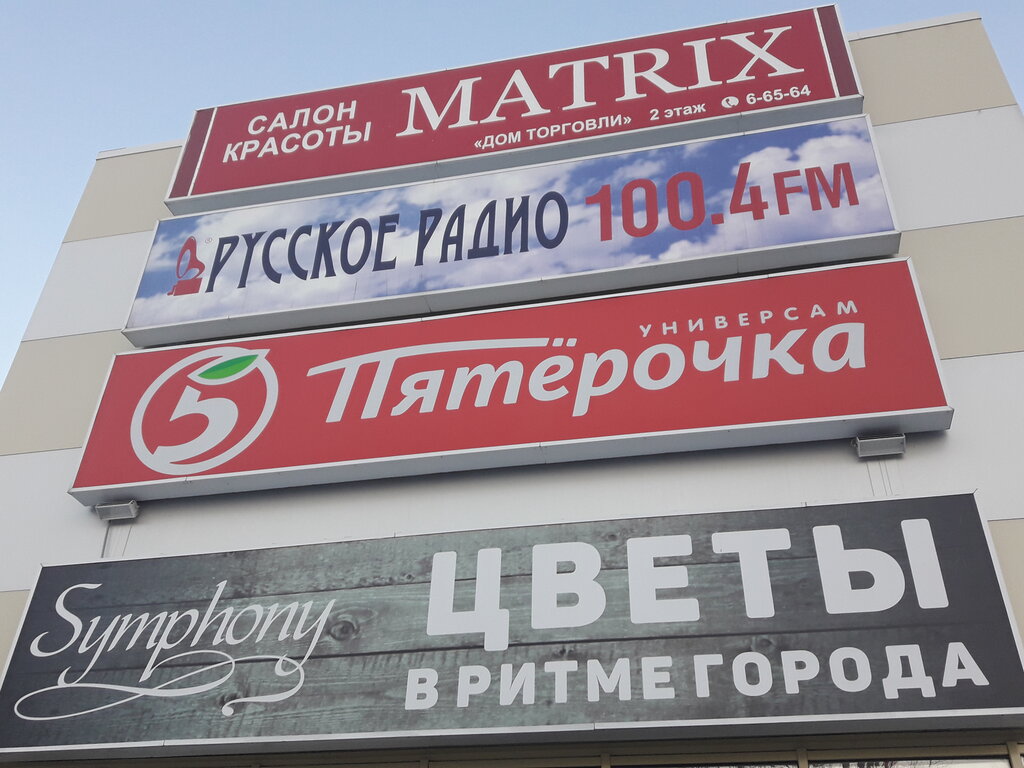 САЛОН
КРАСОТЫ
MATRIX
«ДОМ ТОРГОВЛИ» 2 этаж 6-65-64
® РУССКОЕ РАДИО 100.4 FM
УНИВЕРСАМ
5 Пятёрочка
Symphony
ЦВЕТЫ
В РИТМЕ ГОРОДА